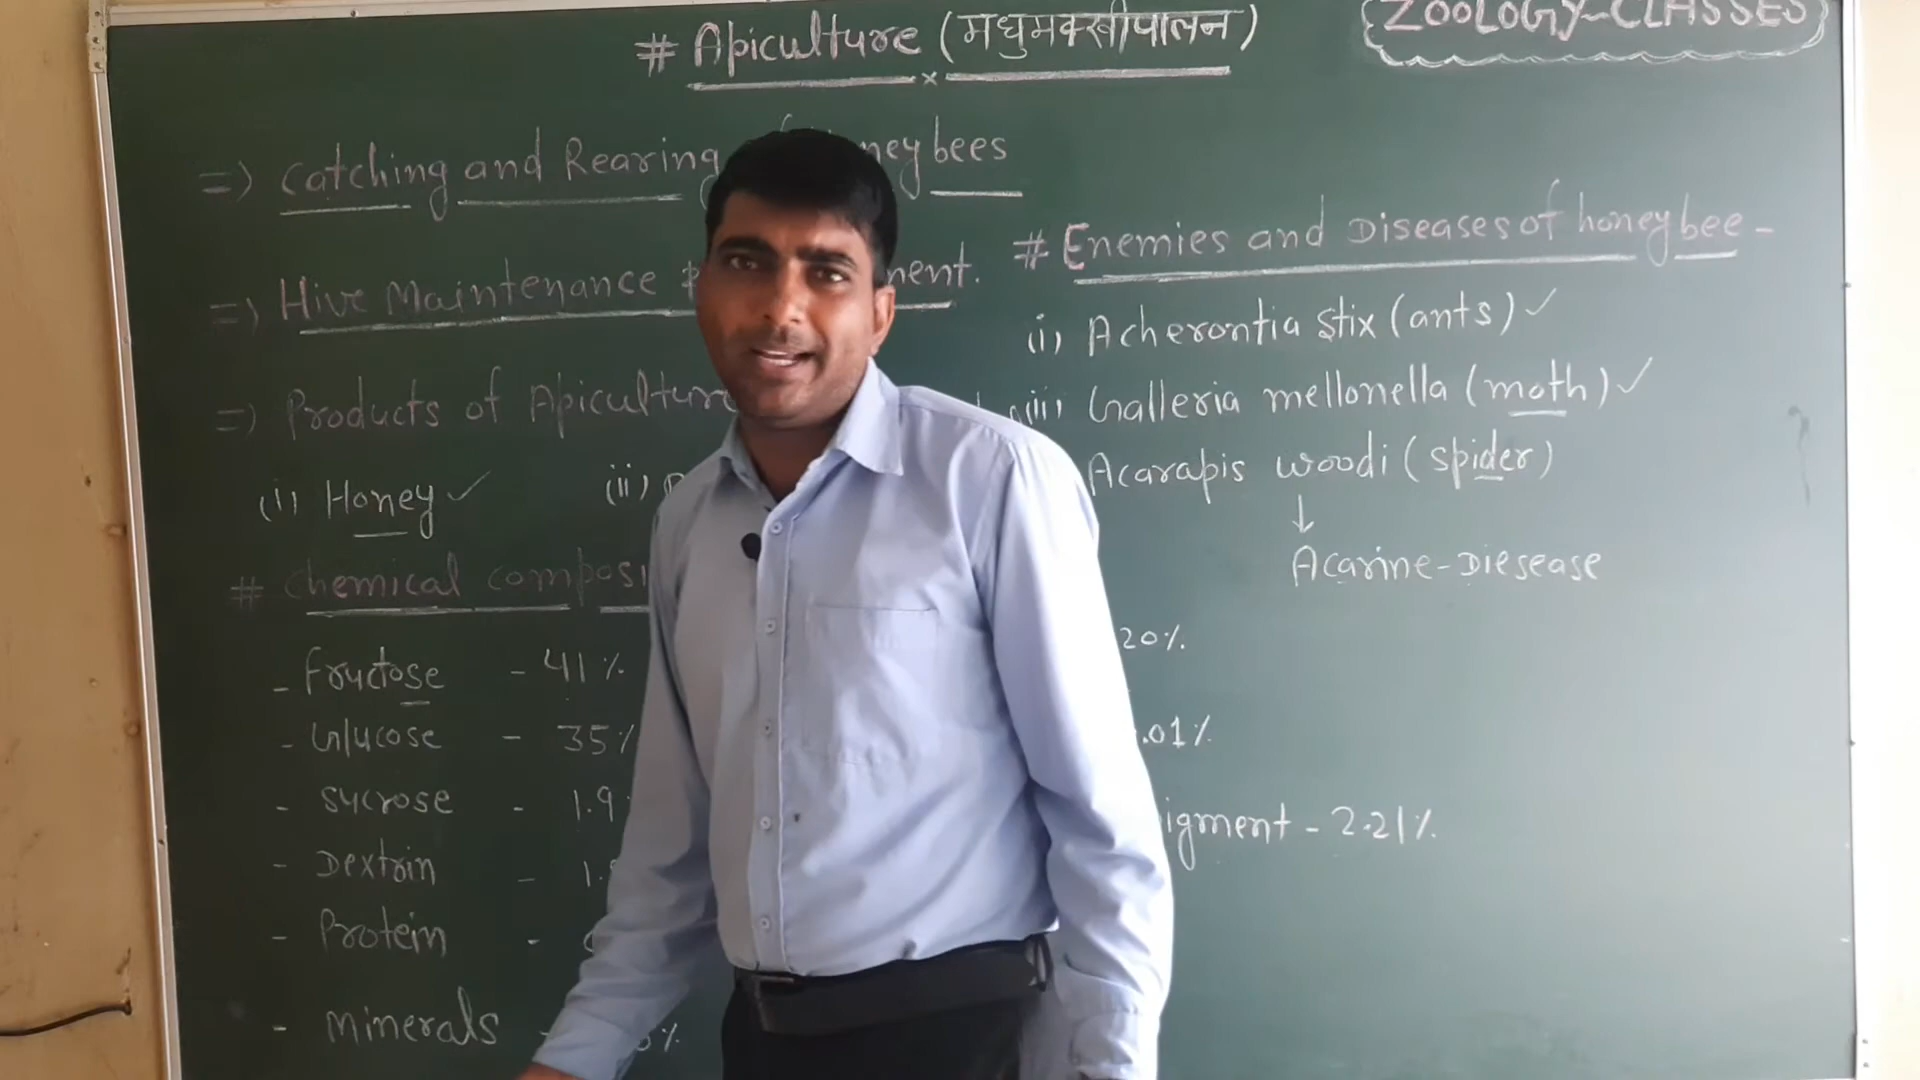 # Apiculture (मधुमक्खीपालन)
ZOOLOGY-CLASSES
=) Catching and Rearing honey bees
=) Hive Maintenance
=) Products of Apiculture
(i) Honey ✓ (ii)
# Chemical
- Fructose - 41%
- Glucose - 35%
- Sucrose - 1.9
- Dextrin - 1.
- Protein -
- Minerals - %
# Enemies and Diseases of honey bee -
(i) Acherontia stix (ants) ✓
(ii) Galleria mellonella (moth) ✓
Acarapis woodi (spider)
↓
Acarine-Diesease
20%.
.01%
igment - 2.21%.